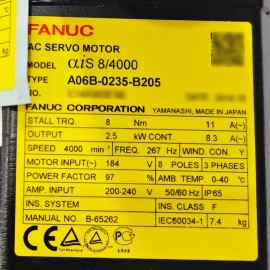 FANUC
AC SERVO MOTOR
MODEL αiS 8/4000
TYPE A06B-0235-B205
FANUC CORPORATION YAMANASHI, MADE IN JAPAN
STALL TRQ. 8 Nm 11 A(~)
OUTPUT 2.5 kW CONT. 8.3 A(~)
SPEED 4000 min⁻¹ FREQ. 267 Hz WIND. CON. Y
MOTOR INPUT(~) 184 V 8 POLES 3 PHASES
POWER FACTOR 97 % AMB. TEMP. 0-40 ℃
AMP. INPUT 200-240 V 50/60 Hz IP65
INS. SYSTEM INS. CLASS F
MANUAL B-65262 IEC60034-1 7.4 kg